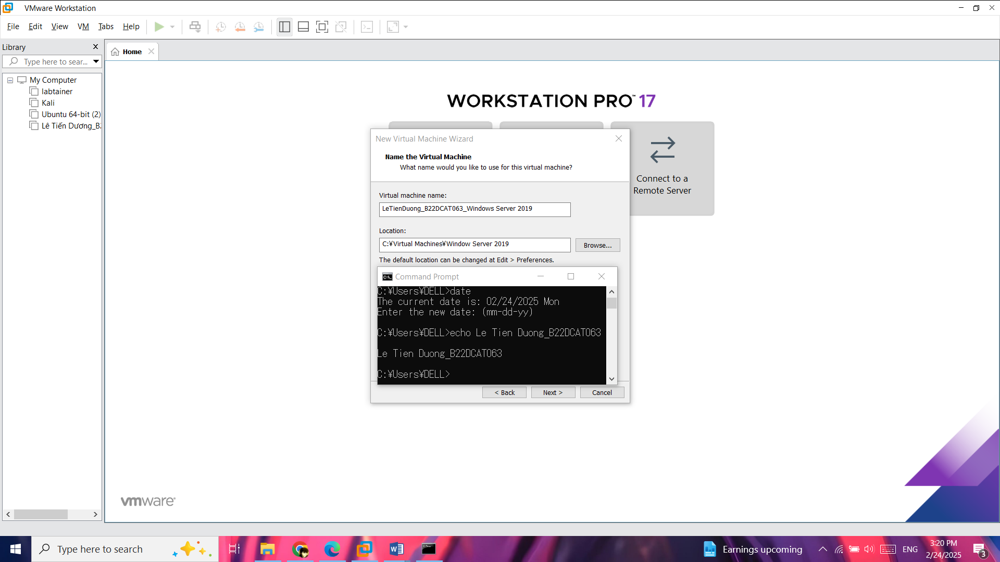 VMware Workstation
File Edit View VM Tabs Help
Library
Home
Type here to sear...
My Computer
labtainer
Kali
Ubuntu 64-bit (2)
Lê Tiến Dương_B2
WORKSTATION PRO™ 17
Connect to a
Remote Server
New Virtual Machine Wizard
Name the Virtual Machine
What name would you like to use for this virtual machine?
Virtual machine name:
LeTienDuong_B22DCAT063_Windows Server 2019
Location:
C:¥Virtual Machines¥Window Server 2019
Browse...
The default location can be changed at Edit > Preferences.
Command Prompt
C:¥Users¥DELL>date
The current date is: 02/24/2025 Mon
Enter the new date: (mm-dd-yy)
C:¥Users¥DELL>echo Le Tien Duong_B22DCAT063
Le Tien Duong_B22DCAT063
C:¥Users¥DELL>
< Back Next > Cancel
vmware
Type here to search
Earnings upcoming
ENG
3:20 PM
2/24/2025
3